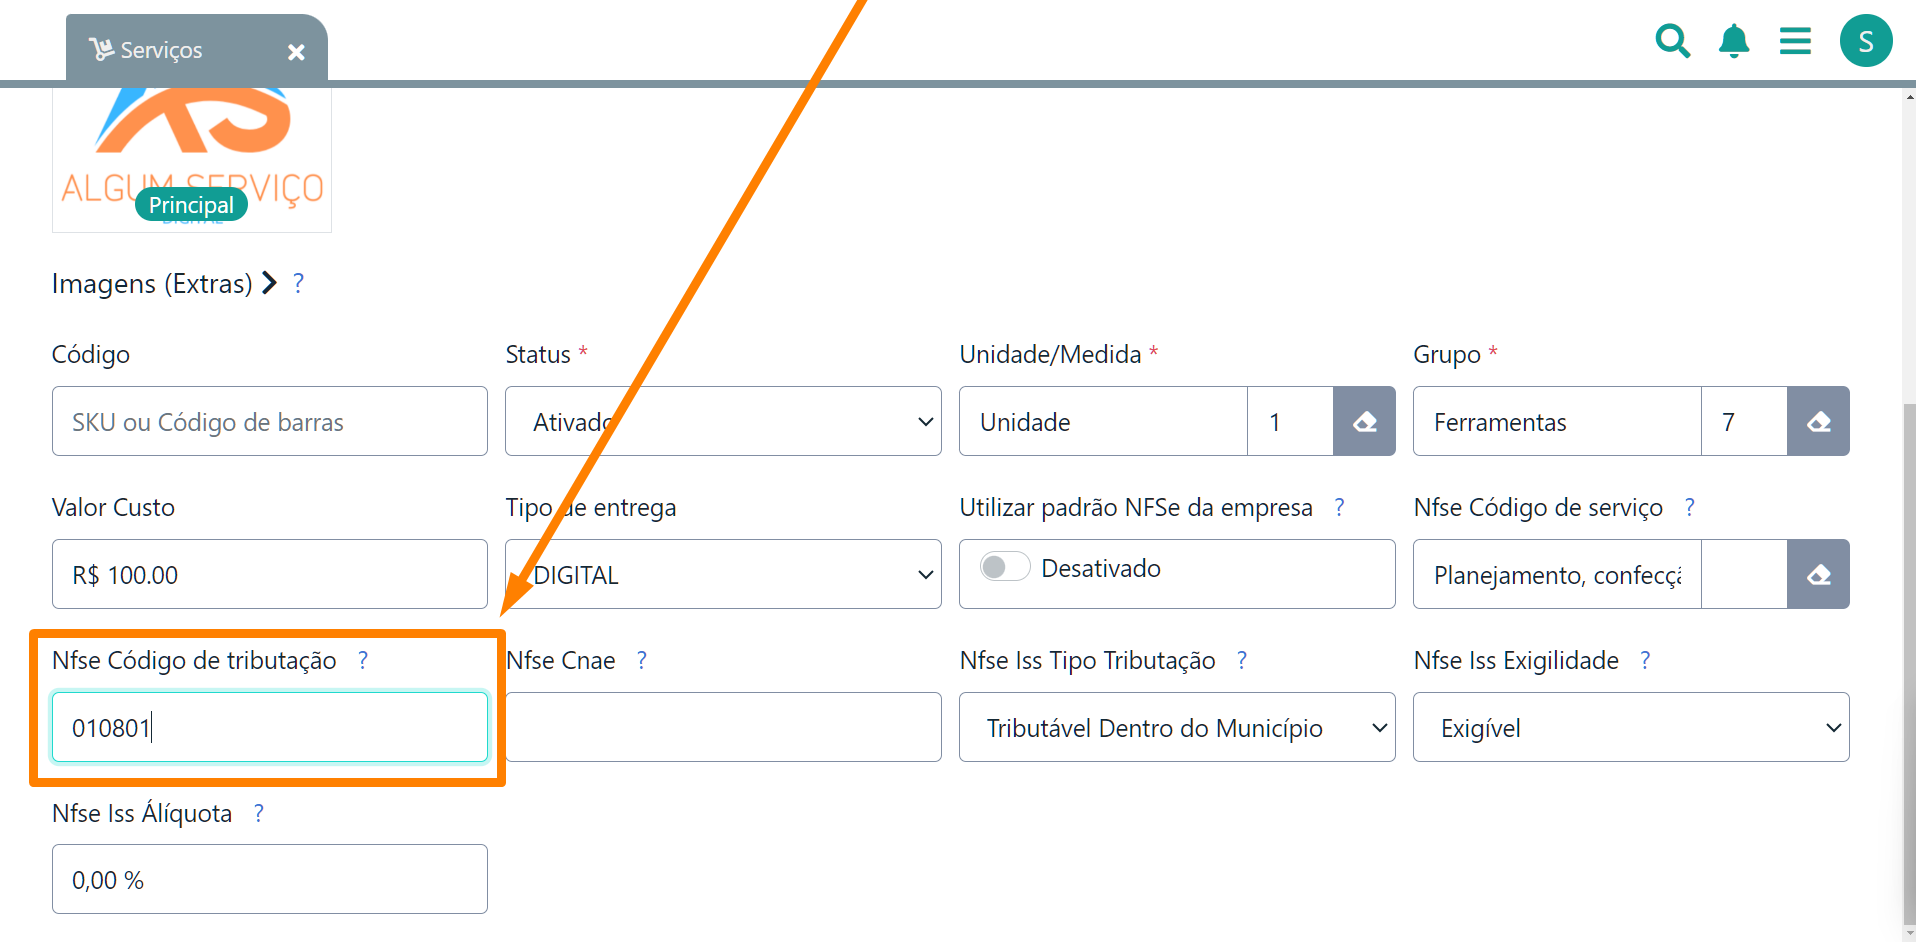 Serviços
S
ALGUM SERVIÇO
DIGITAL
Principal
Imagens (Extras) ?
Código
Status *
Unidade/Medida *
Grupo *
SKU ou Código de barras
Ativado
Unidade
1
Ferramentas
7
Valor Custo
Tipo de entrega
Utilizar padrão NFSe da empresa ?
Nfse Código de serviço ?
R$ 100.00
DIGITAL
Desativado
Planejamento, confecçã
Nfse Código de tributação ?
Nfse Cnae ?
Nfse Iss Tipo Tributação ?
Nfse Iss Exigilidade ?
010801
Tributável Dentro do Município
Exigível
Nfse Iss Álíquota ?
0,00 %